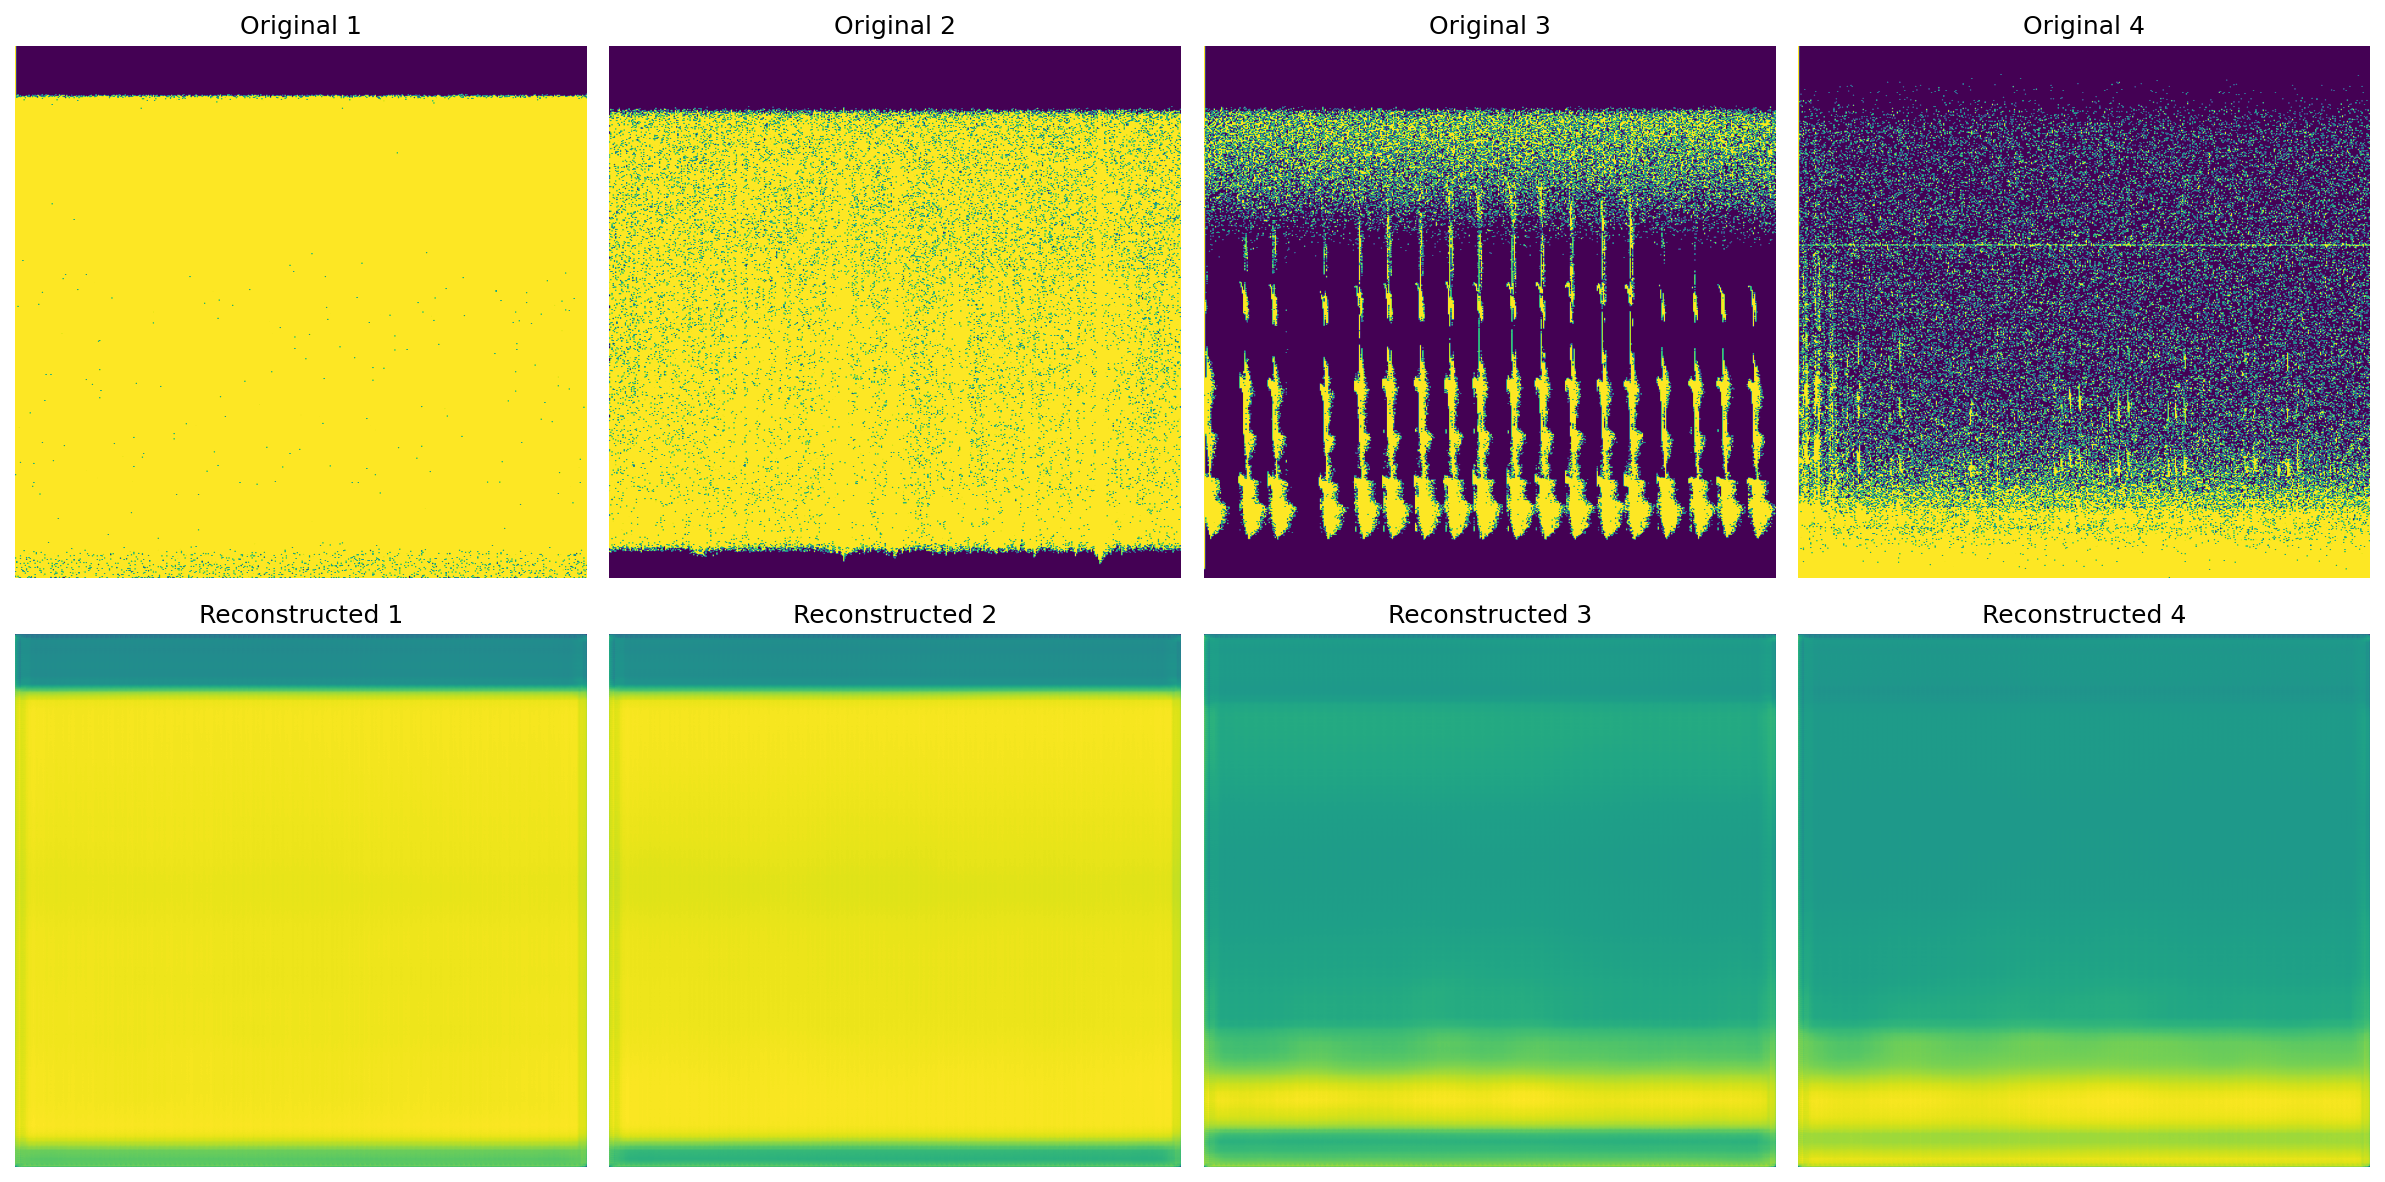 Original 1
Original 2
Original 3
Original 4
Reconstructed 1
Reconstructed 2
Reconstructed 3
Reconstructed 4